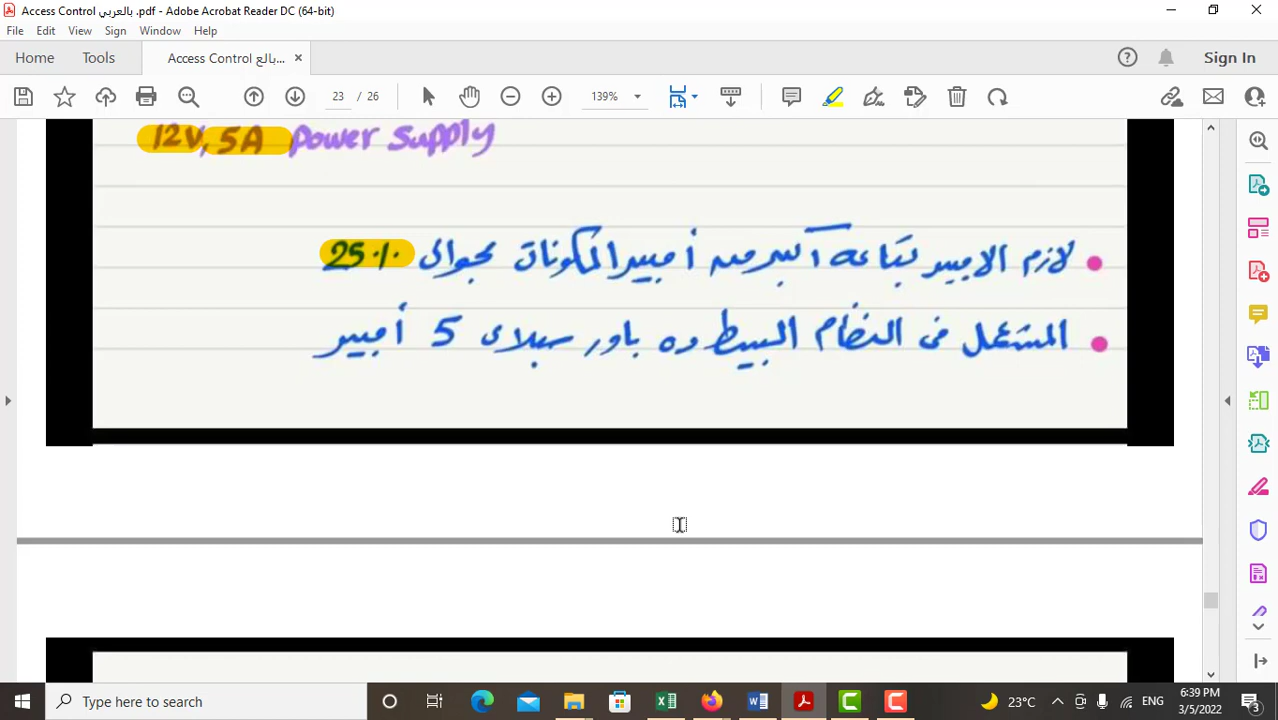 Access Control بالعربي .pdf - Adobe Acrobat Reader DC (64-bit)
File Edit View Sign Window Help
Home Tools Access Control بالع... Sign In
23 / 26 139%
12V, 5A power supply
لازم الامبير بتاعه أكبر من أمبير المكونات بحوالى 25%
المستعمل فى النظام البسيط ده باور سبلاى 5 أمبير
Type here to search
23°C ENG 6:39 PM
3/5/2022
3